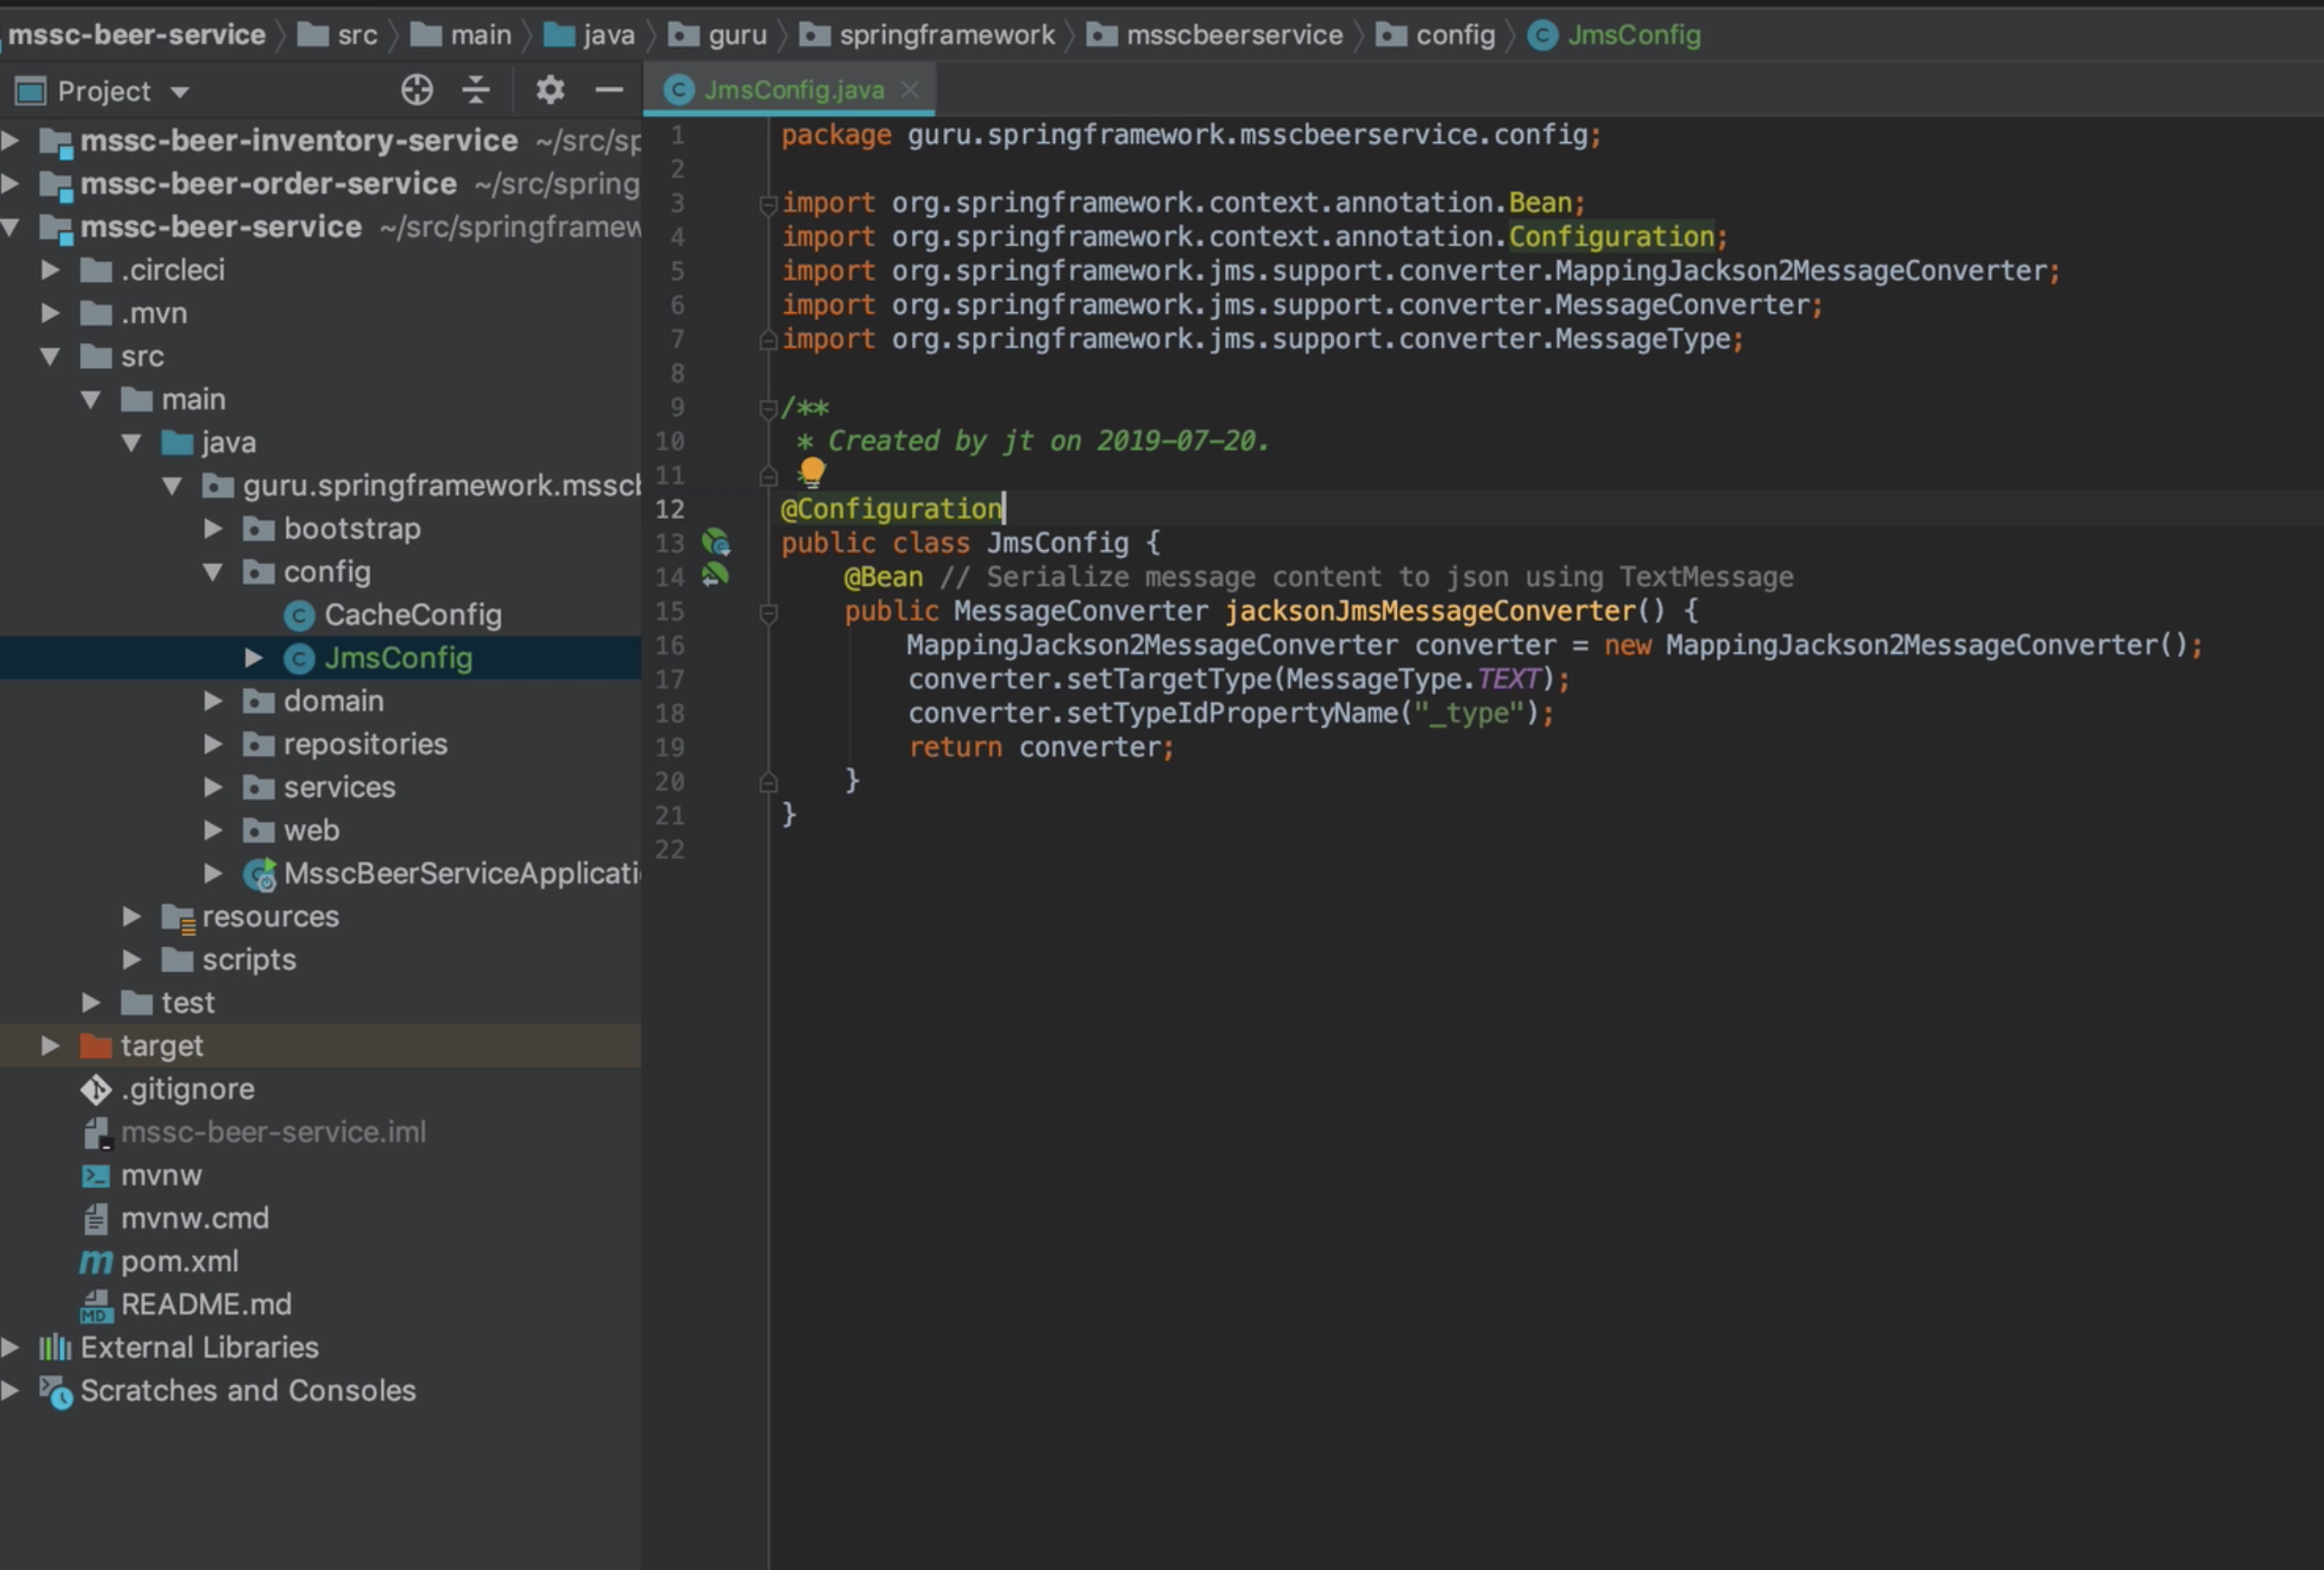 mssc-beer-service src main java guru springframework msscbeerservice config JmsConfig
Project
mssc-beer-inventory-service ~/src/sp
mssc-beer-order-service ~/src/spring
mssc-beer-service ~/src/springframew
.circleci
.mvn
src
main
java
guru.springframework.msscb
bootstrap
config
CacheConfig
JmsConfig
domain
repositories
services
web
MsscBeerServiceApplicati
resources
scripts
test
target
.gitignore
mssc-beer-service.iml
mvnw
mvnw.cmd
pom.xml
README.md
External Libraries
Scratches and Consoles
JmsConfig.java
1 package guru.springframework.msscbeerservice.config;
2
3 import org.springframework.context.annotation.Bean;
4 import org.springframework.context.annotation.Configuration;
5 import org.springframework.jms.support.converter.MappingJackson2MessageConverter;
6 import org.springframework.jms.support.converter.MessageConverter;
7 import org.springframework.jms.support.converter.MessageType;
8
9 /**
10 * Created by jt on 2019-07-20.
11
12 @Configuration
13 public class JmsConfig {
14 @Bean // Serialize message content to json using TextMessage
15 public MessageConverter jacksonJmsMessageConverter() {
16 MappingJackson2MessageConverter converter = new MappingJackson2MessageConverter();
17 converter.setTargetType(MessageType.TEXT);
18 converter.setTypeIdPropertyName("_type");
19 return converter;
20 }
21 }
22